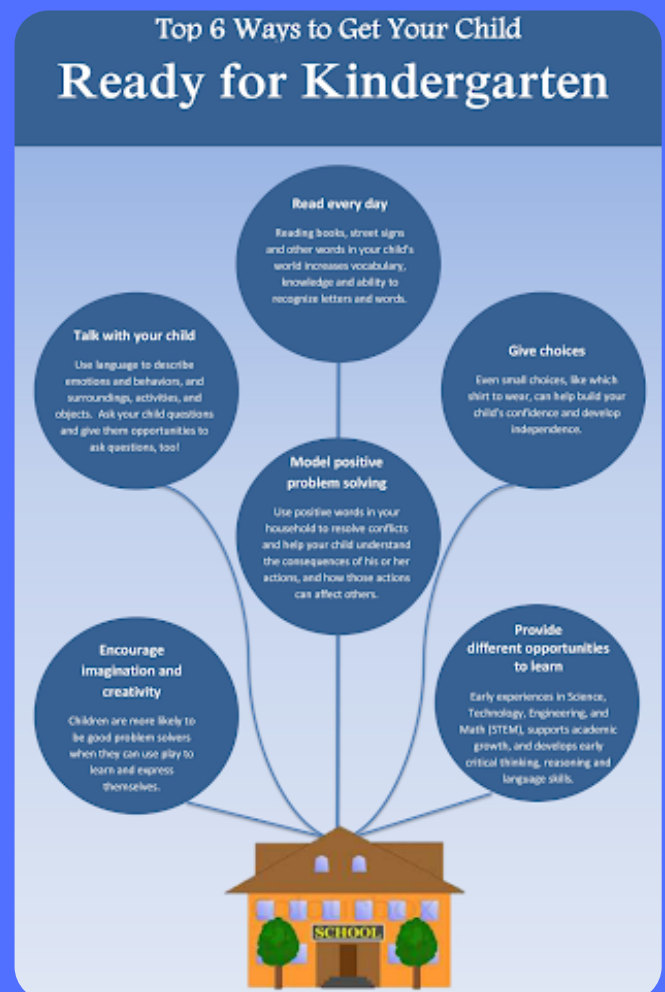 Top 6 Ways to Get Your Child
Ready for Kindergarten
Read every day
Reading books, street signs
and other words in your child's
world increases vocabulary,
knowledge and ability to
recognize letters and words.
Talk with your child
Use language to describe
emotions and behaviors, and
surroundings, activities, and
objects. Ask your child questions
and give them opportunities to
ask questions, too!
Give choices
Even small choices, like which
shirt to wear, can help build your
child's confidence and develop
independence.
Model positive
problem solving
Use positive words in your
household to resolve conflicts
and help your child understand
the consequences of his or her
actions, and how those actions
can affect others.
Encourage
imagination and
creativity
Children are more likely to
be good problem solvers
when they can use play to
learn and express
themselves.
Provide
different opportunities
to learn
Early experiences in Science,
Technology, Engineering, and
Math (STEM), supports academic
growth, and develops early
critical thinking, reasoning and
language skills.
SCHOOL